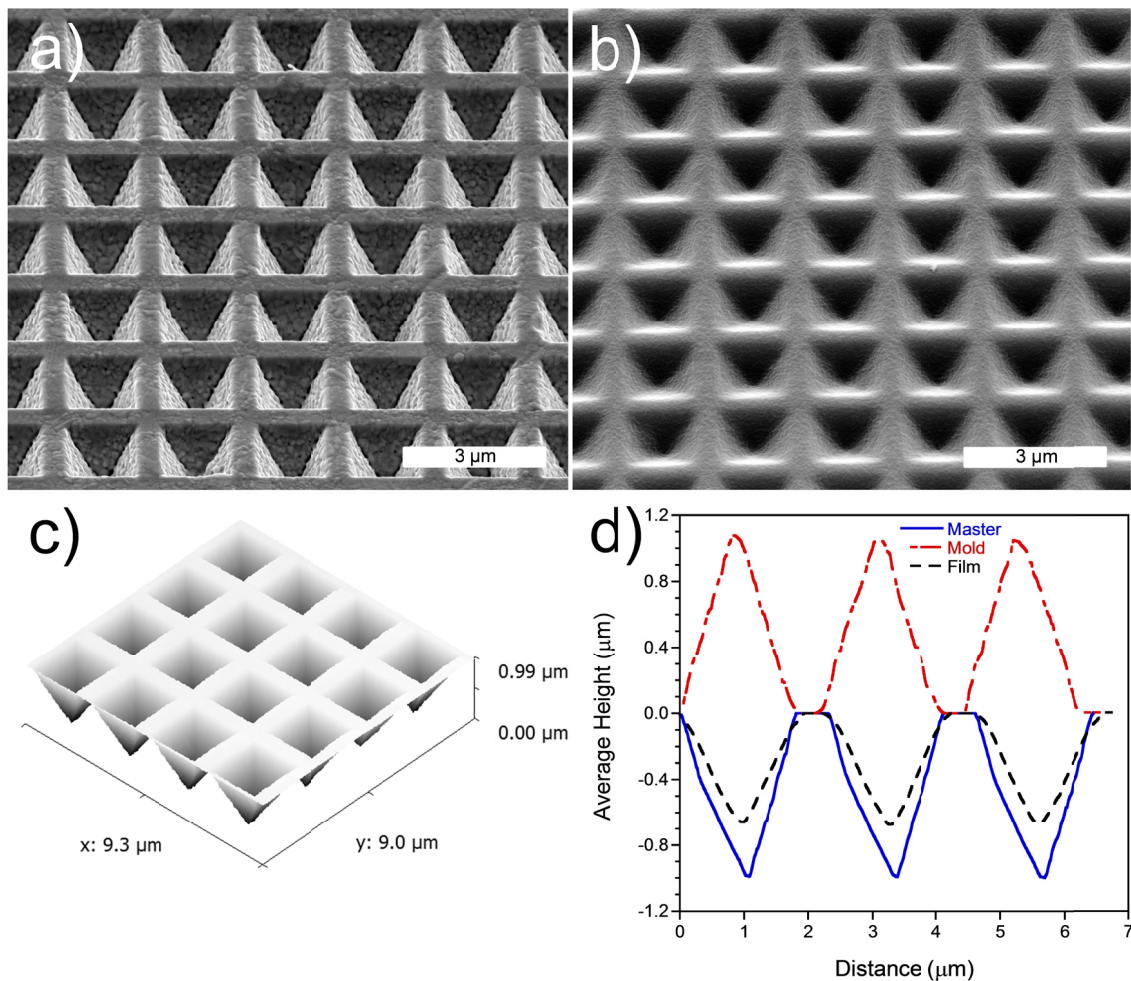 a)
b)
3 μm
3 μm
c)
0.99 μm
0.00 μm
x: 9.3 μm
y: 9.0 μm
d)
Master
Mold
Film
1.2
0.8
0.4
0.0
-0.4
-0.8
-1.2
Average Height (μm)
0 1 2 3 4 5 6 7
Distance (μm)